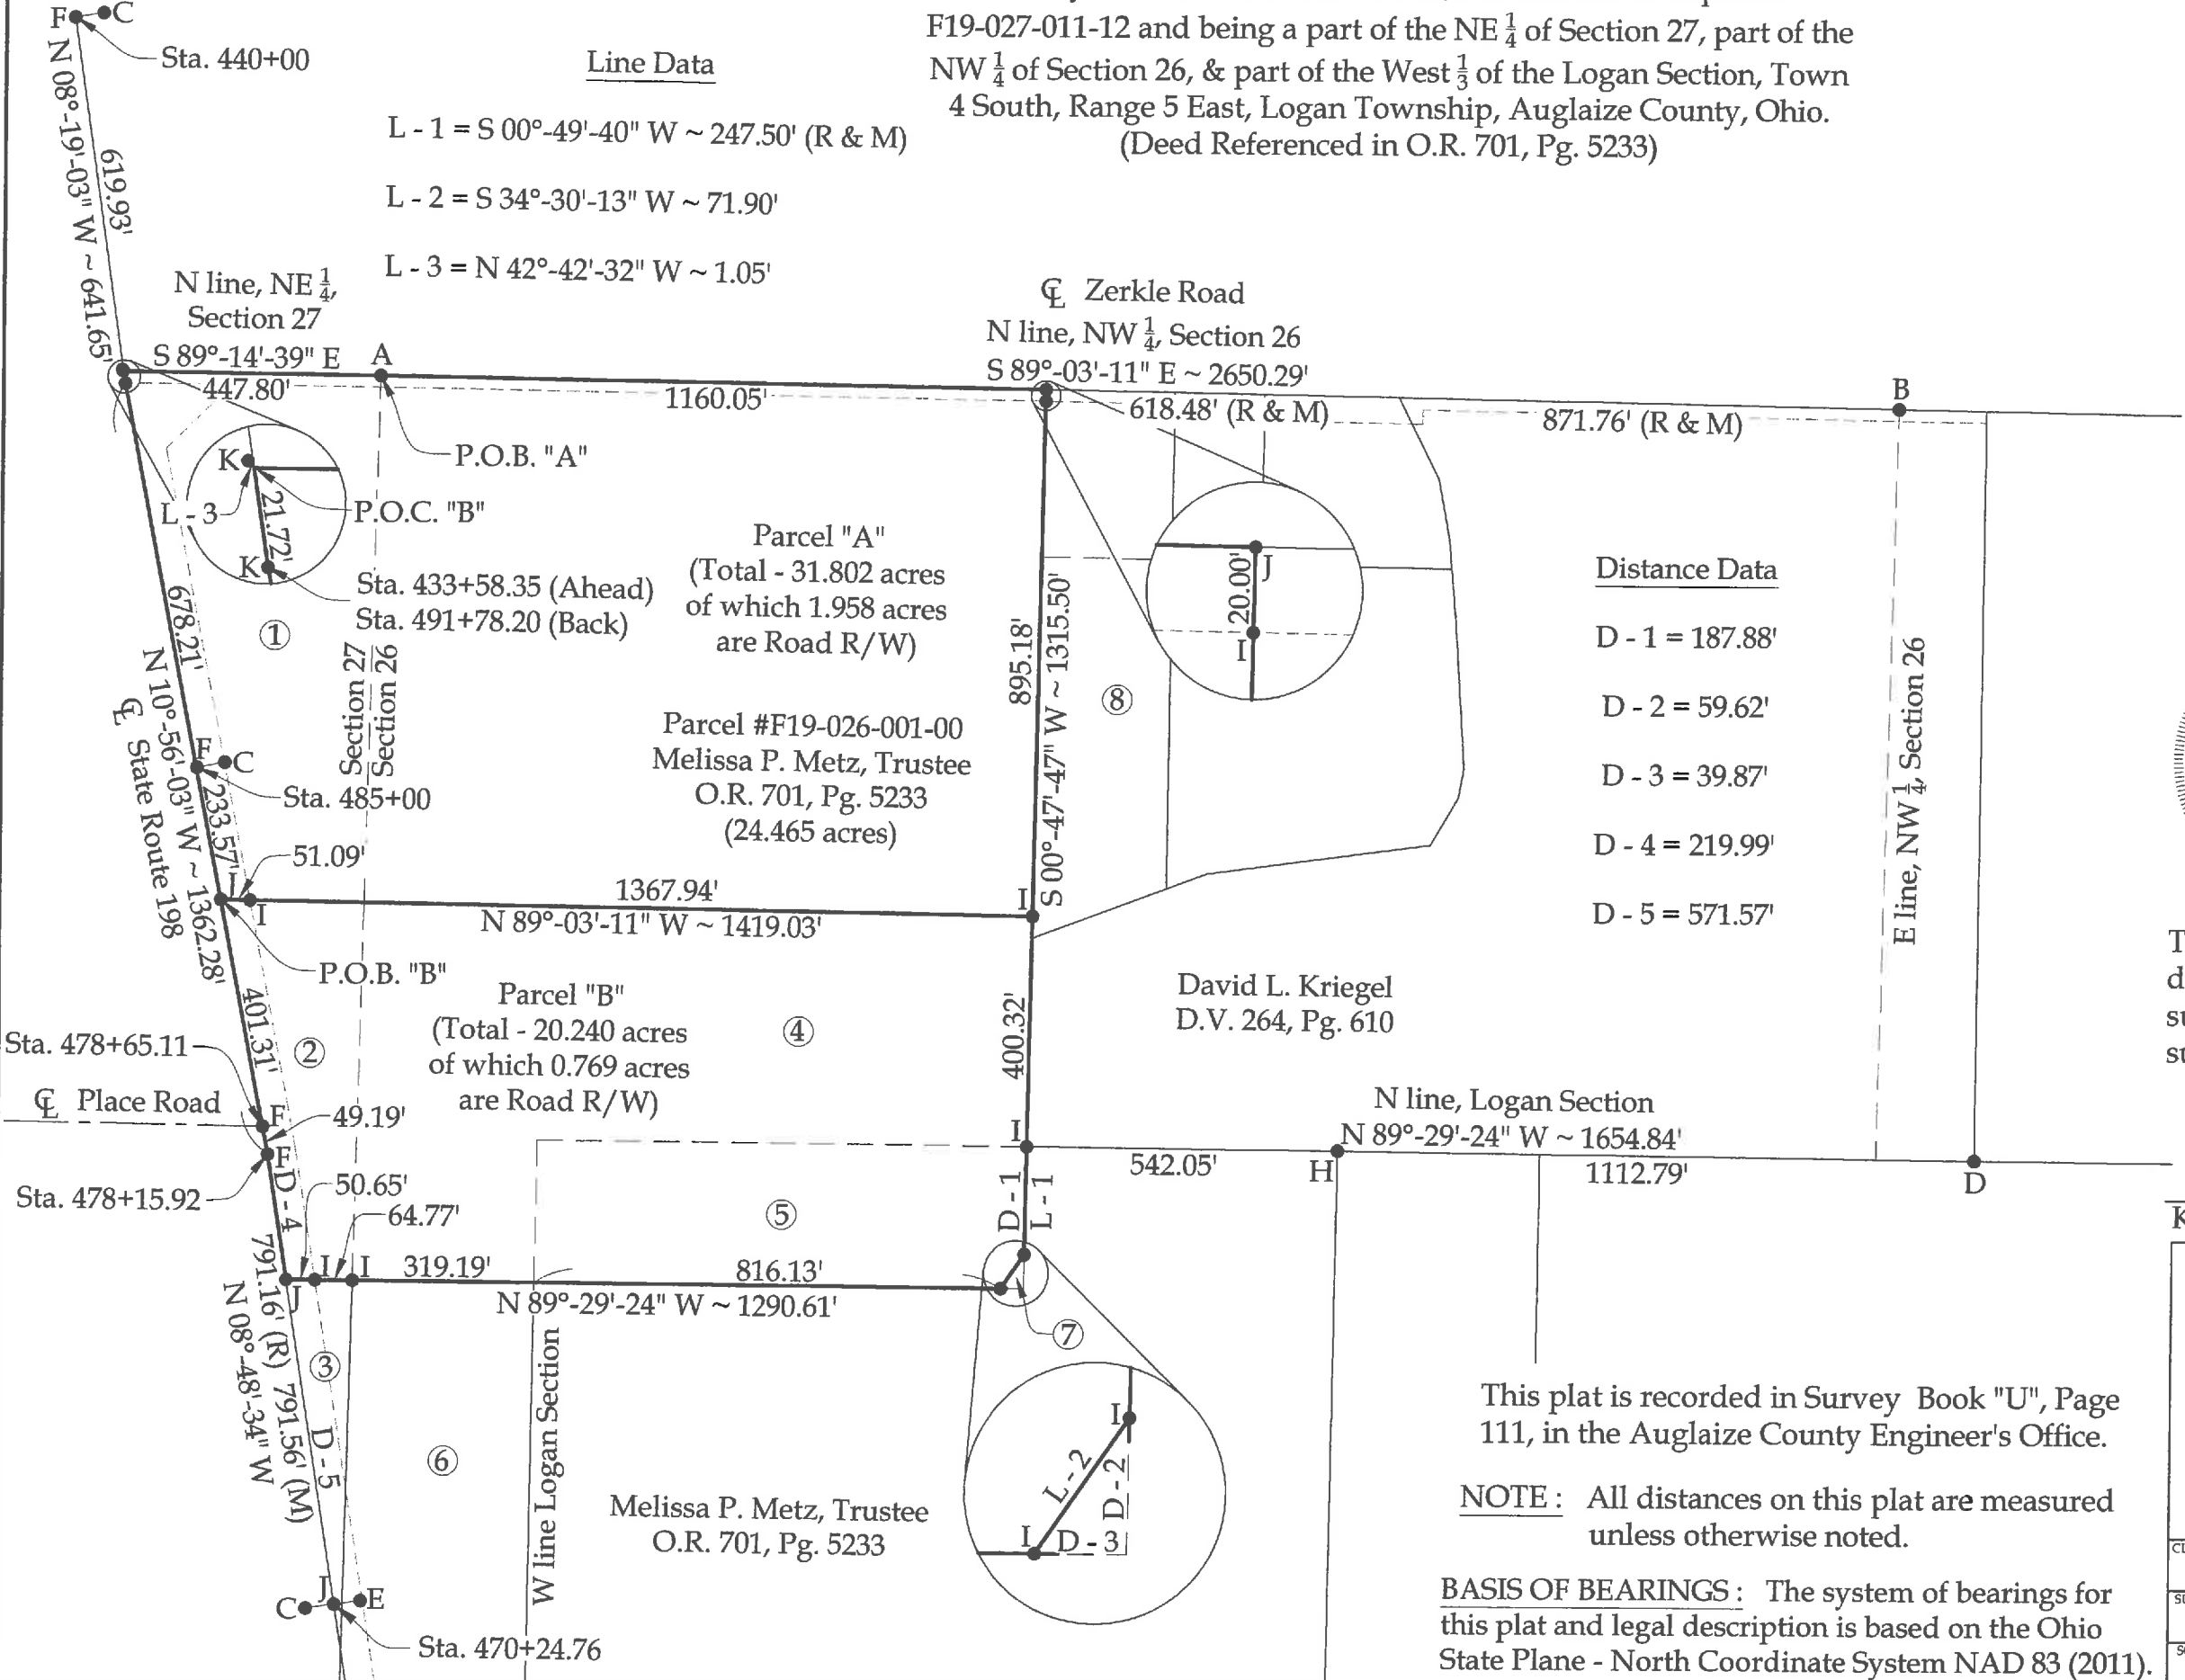 F19-027-011-12 and being a part of the NE 1/4 of Section 27, part of the
NW 1/4 of Section 26, & part of the West 1/3 of the Logan Section, Town
4 South, Range 5 East, Logan Township, Auglaize County, Ohio.
(Deed Referenced in O.R. 701, Pg. 5233)
F C
Sta. 440+00
N 08°-19'-03" W ~ 641.65'
619.93'
Line Data
L - 1 = S 00°-49'-40" W ~ 247.50' (R & M)
L - 2 = S 34°-30'-13" W ~ 71.90'
L - 3 = N 42°-42'-32" W ~ 1.05'
N line, NE 1/4,
Section 27
S 89°-14'-39" E
447.80'
A
1160.05'
P.O.B. "A"
℄ Zerkle Road
N line, NW 1/4, Section 26
S 89°-03'-11" E ~ 2650.29'
618.48' (R & M)
871.76' (R & M)
B
K
L - 3
21.72'
K
P.O.C. "B"
Sta. 433+58.35 (Ahead)
Sta. 491+78.20 (Back)
①
678.21'
N 10°-56'-03" W ~ 1362.28'
℄ State Route 198
Section 27
Section 26
Parcel "A"
(Total - 31.802 acres
of which 1.958 acres
are Road R/W)
Parcel #F19-026-001-00
Melissa P. Metz, Trustee
O.R. 701, Pg. 5233
(24.465 acres)
895.18'
S 00°-47'-47" W ~ 1315.50'
⑧
20.00'
J
I
Distance Data
D - 1 = 187.88'
D - 2 = 59.62'
D - 3 = 39.87'
D - 4 = 219.99'
D - 5 = 571.57'
E line, NW 1/4, Section 26
F C
Sta. 485+00
233.57'
51.09'
J
I
1367.94'
N 89°-03'-11" W ~ 1419.03'
I
P.O.B. "B"
401.31'
Parcel "B"
(Total - 20.240 acres
of which 0.769 acres
are Road R/W)
②
④
400.32'
David L. Kriegel
D.V. 264, Pg. 610
Sta. 478+65.11
℄ Place Road
F
49.19'
F
Sta. 478+15.92
D - 4
50.65'
64.77'
J
I
I
319.19'
816.13'
N 89°-29'-24" W ~ 1290.61'
⑤
I
D - 1
L - 1
542.05'
N line, Logan Section
N 89°-29'-24" W ~ 1654.84'
1112.79'
H
D
⑦
791.16' (R) 791.56' (M)
N 08°-48'-34" W
③
D - 5
⑥
W line Logan Section
Melissa P. Metz, Trustee
O.R. 701, Pg. 5233
I
L - 2
D - 2
I
D - 3
C J E
Sta. 470+24.76
This plat is recorded in Survey Book "U", Page
111, in the Auglaize County Engineer's Office.
NOTE : All distances on this plat are measured
unless otherwise noted.
BASIS OF BEARINGS : The system of bearings for
this plat and legal description is based on the Ohio
State Plane - North Coordinate System NAD 83 (2011).